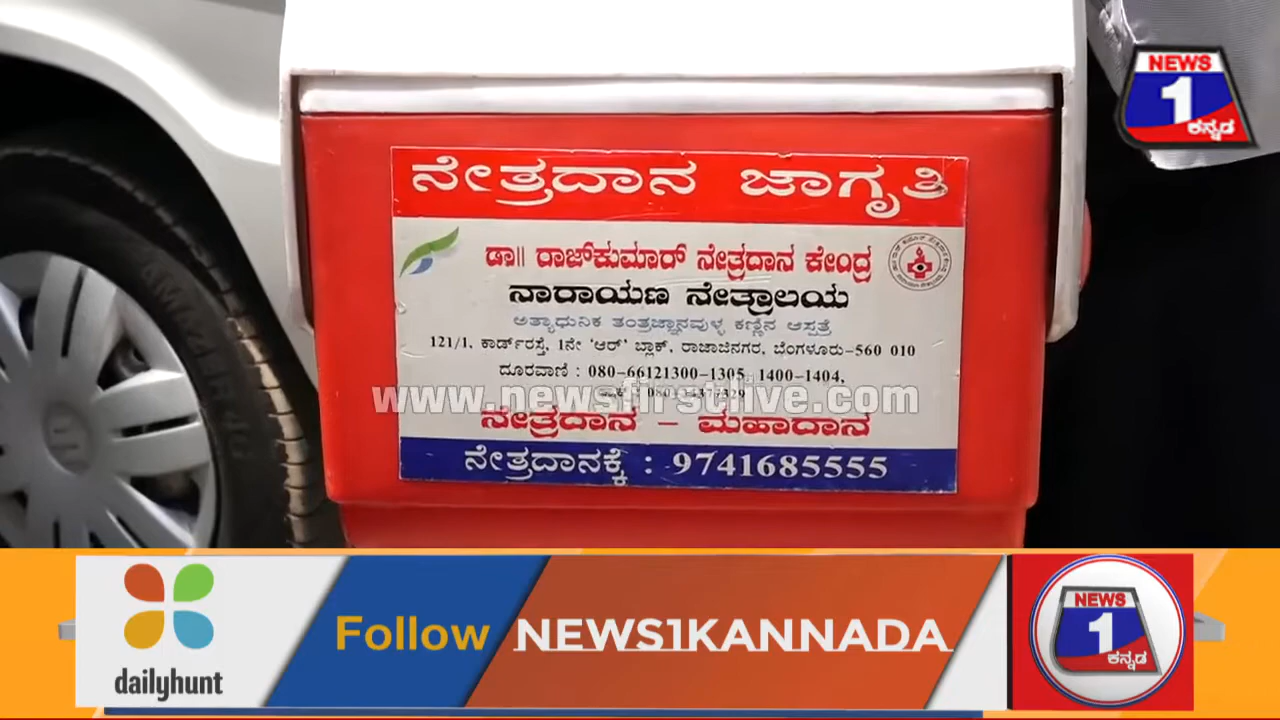 NEWS
1
ಕನ್ನಡ
ನೇತ್ರದಾನ ಜಾಗೃತಿ
ಡಾ|| ರಾಜ್‌ಕುಮಾರ್ ನೇತ್ರದಾನ ಕೇಂದ್ರ
ನಾರಾಯಣ ನೇತ್ರಾಲಯ
ಅತ್ಯಾಧುನಿಕ ತಂತ್ರಜ್ಞಾನವುಳ್ಳ ಕಣ್ಣಿನ ಆಸ್ಪತ್ರೆ
121/1, ಕಾರ್ಡ್‌ರಸ್ತೆ, 1ನೇ 'ಆರ್' ಬ್ಲಾಕ್, ರಾಜಾಜಿನಗರ, ಬೆಂಗಳೂರು-560 010
ದೂರವಾಣಿ : 080-66121300-1305, 1400-1404,
www.newsfirstlive.com
ನೇತ್ರದಾನ - ಮಹಾದಾನ
ನೇತ್ರದಾನಕ್ಕೆ : 9741685555
dailyhunt
Follow NEWS1KANNADA
NEWS
1
ಕನ್ನಡ